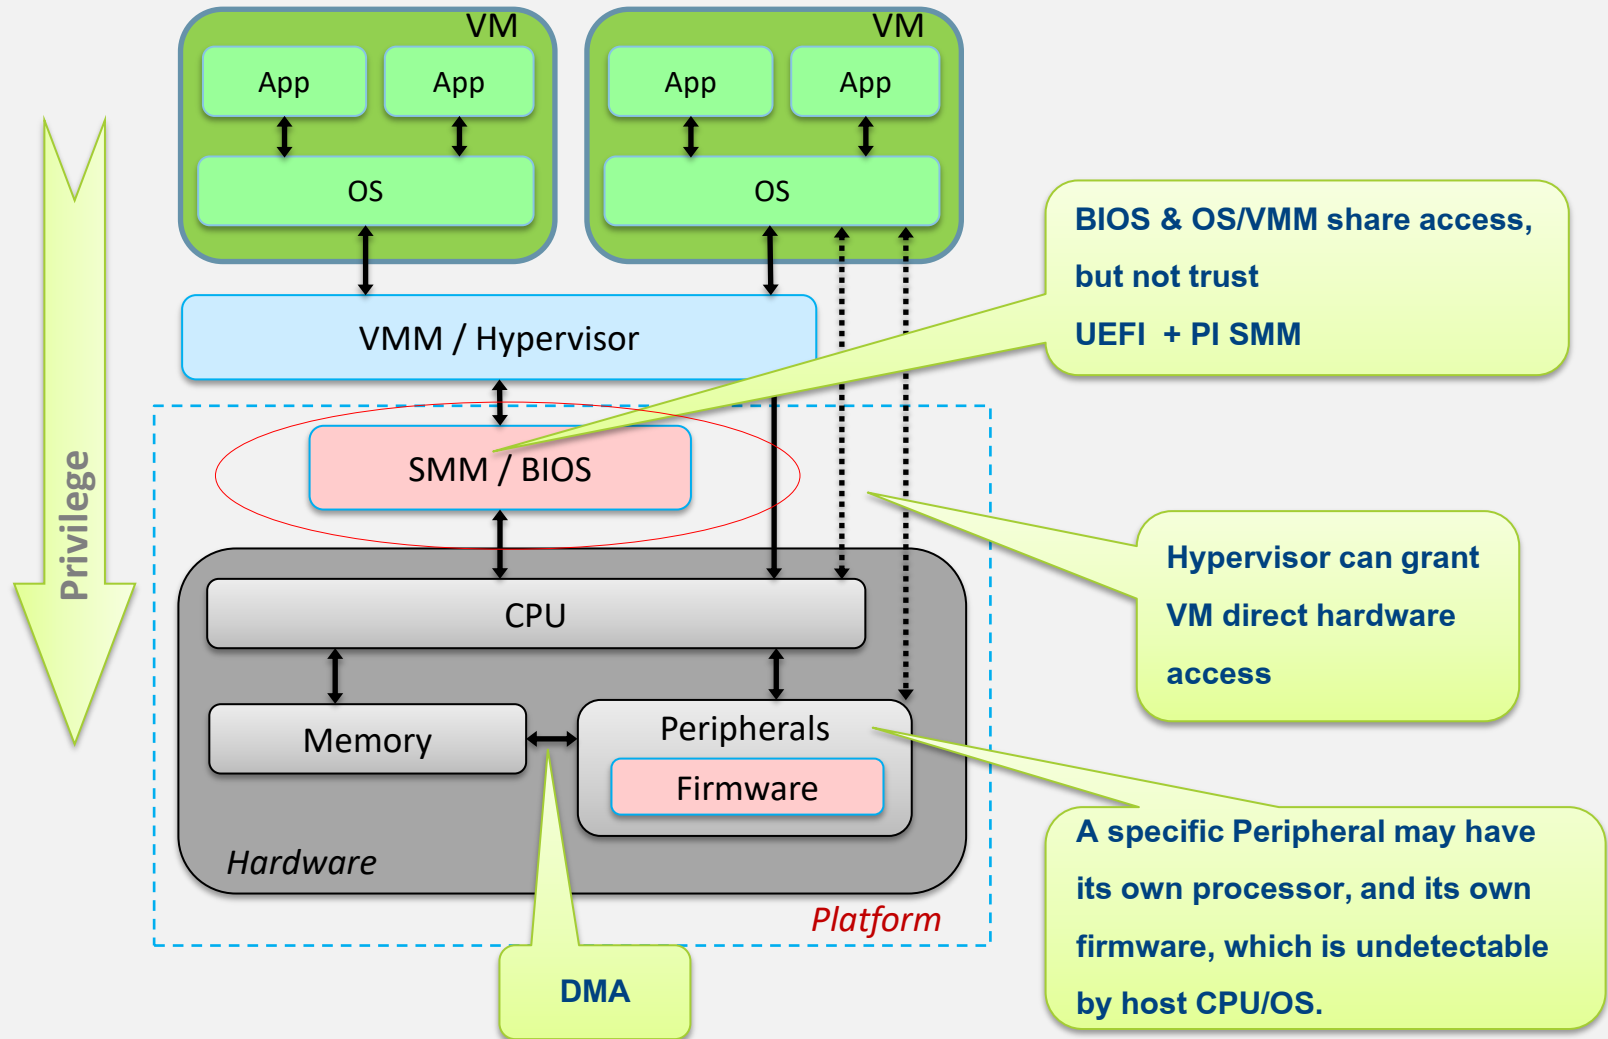 VM
VM
App
App
App
App
OS
OS
VMM / Hypervisor
BIOS & OS/VMM share access,
but not trust
UEFI + PI SMM
SMM / BIOS
Privilege
Hypervisor can grant
VM direct hardware
access
CPU
Memory
Peripherals
Firmware
Hardware
Platform
DMA
A specific Peripheral may have
its own processor, and its own
firmware, which is undetectable
by host CPU/OS.